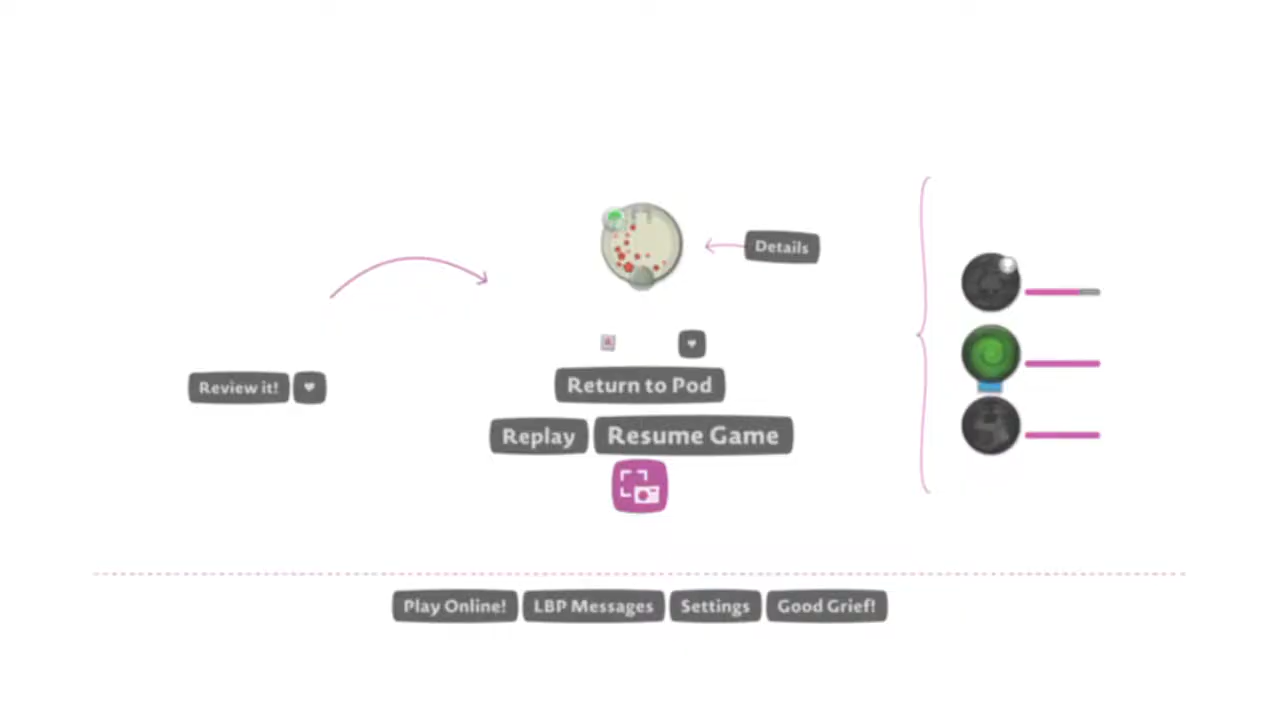 Details
Review it!
Return to Pod
Replay Resume Game
Play Online! LBP Messages Settings Good Grief!